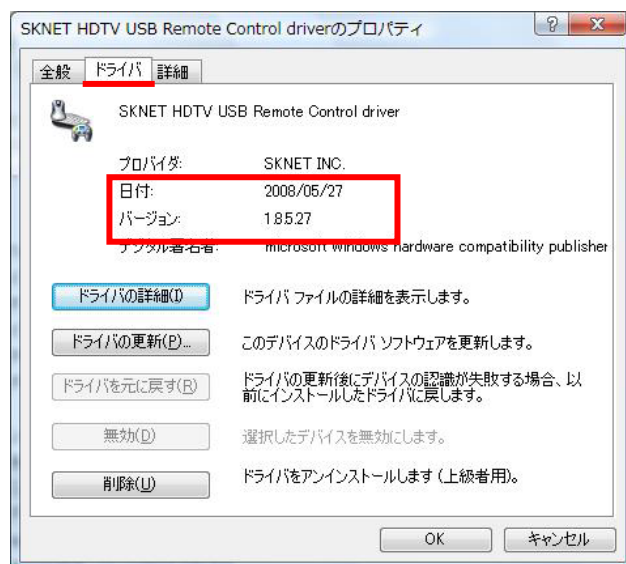 SKNET HDTV USB Remote Control driverのプロパティ
全般 ドライバ 詳細
SKNET HDTV USB Remote Control driver
プロバイダ: SKNET INC.
日付: 2008/05/27
バージョン: 1.8.5.27
デジタル署名者: microsoft windows hardware compatibility publisher
ドライバの詳細(I) ドライバ ファイルの詳細を表示します。
ドライバの更新(P)... このデバイスのドライバ ソフトウェアを更新します。
ドライバを元に戻す(R) ドライバの更新後にデバイスの認識が失敗する場合、以
前にインストールしたドライバに戻します。
無効(D) 選択したデバイスを無効にします。
削除(U) ドライバをアンインストールします (上級者用)。
OK キャンセル